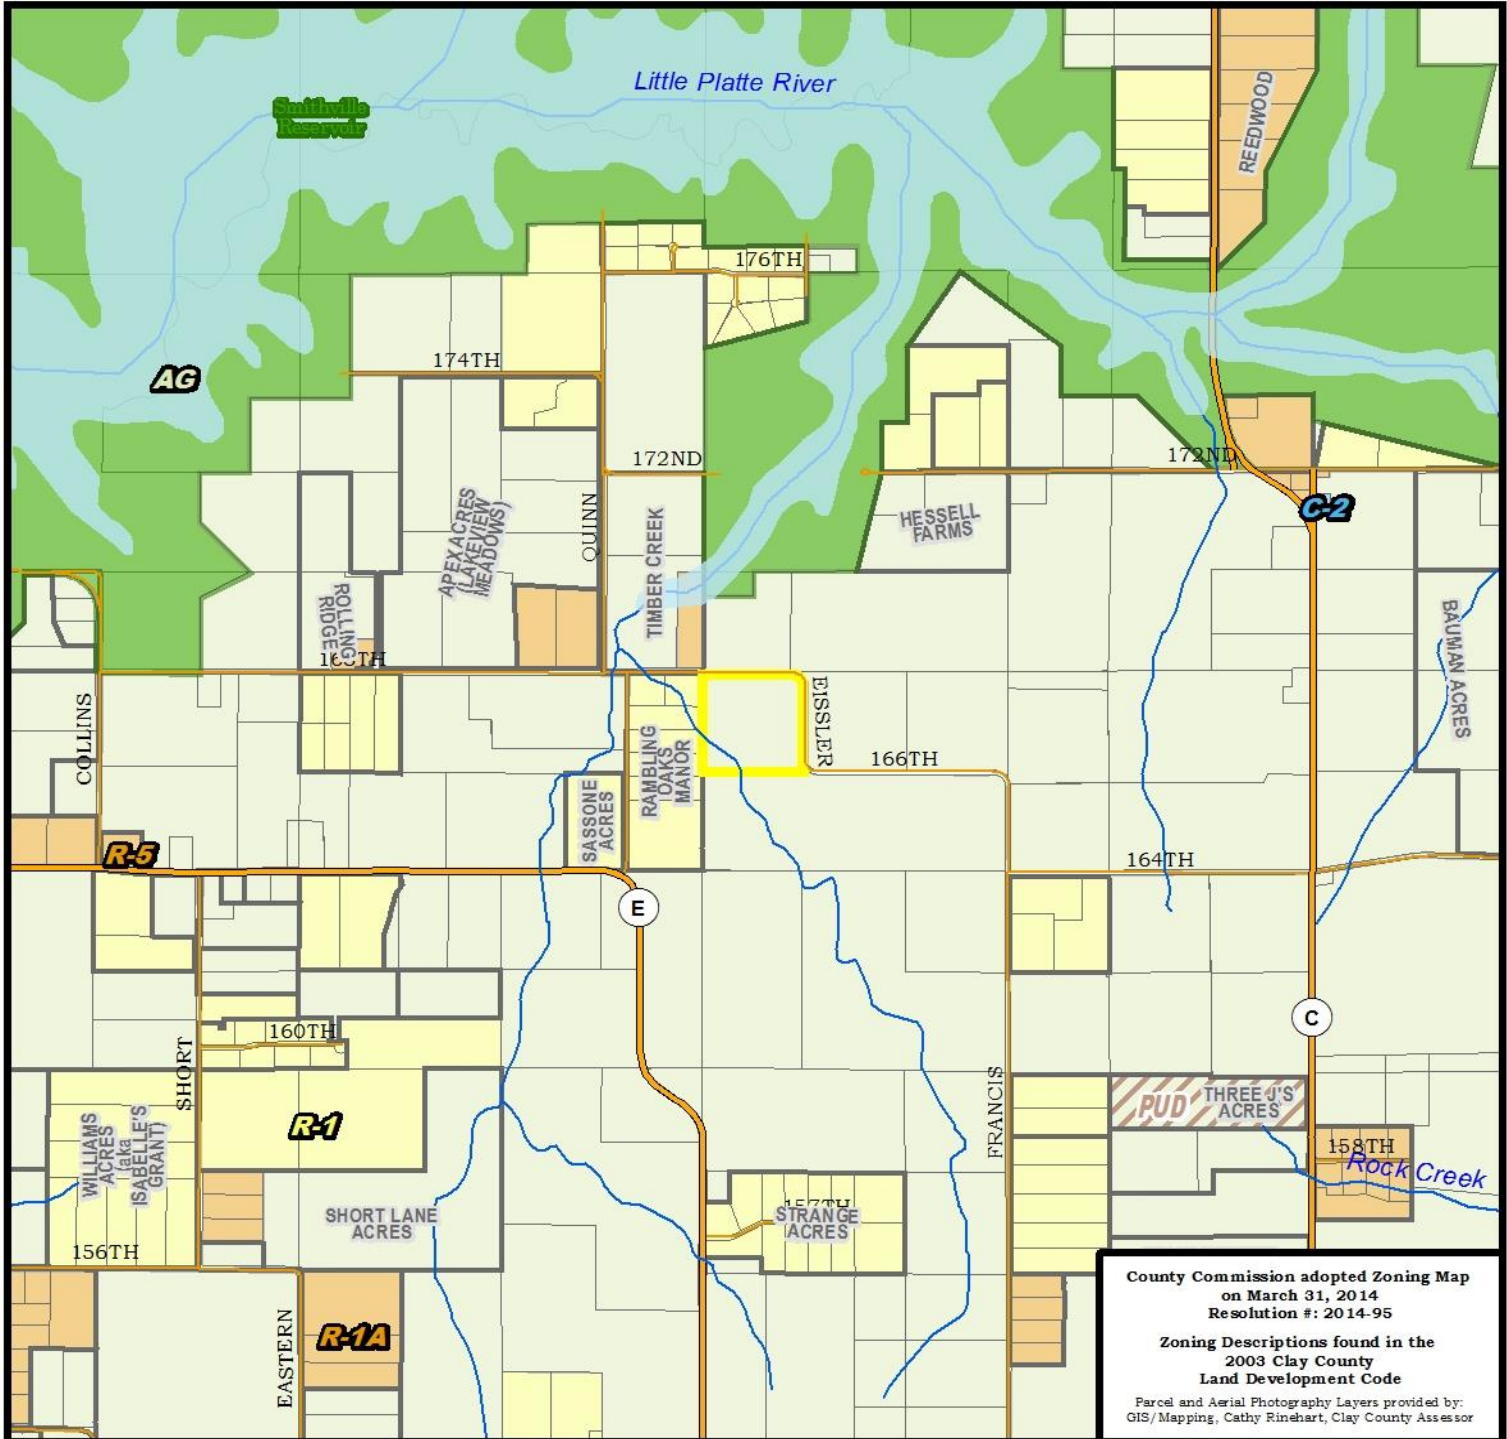 Little Platte River
Smithville
Reservoir
REEDWOOD
176TH
174TH
AG
172ND
172ND
C-2
QUINN
APEX ACRES
(LAKEVIEW
MEADOWS)
TIMBER CREEK
HESSELL
FARMS
ROLLING
RIDGE
BAUMAN ACRES
COLLINS
EISSLER
RAMBLING
OAKS
MANOR
166TH
SASSONE
ACRES
R-5
164TH
E
C
160TH
SHORT
FRANCIS
R-1
PUD
THREE J'S
ACRES
WILLIAMS
ACRES
(aka
ISABELLE'S
GRANT)
158TH
Rock Creek
SHORT LANE
ACRES
157TH
STRANGE
ACRES
156TH
EASTERN
R-1A
County Commission adopted Zoning Map
on March 31, 2014
Resolution #: 2014-95
Zoning Descriptions found in the
2003 Clay County
Land Development Code
Parcel and Aerial Photography Layers provided by:
GIS/Mapping, Cathy Rinehart, Clay County Assessor